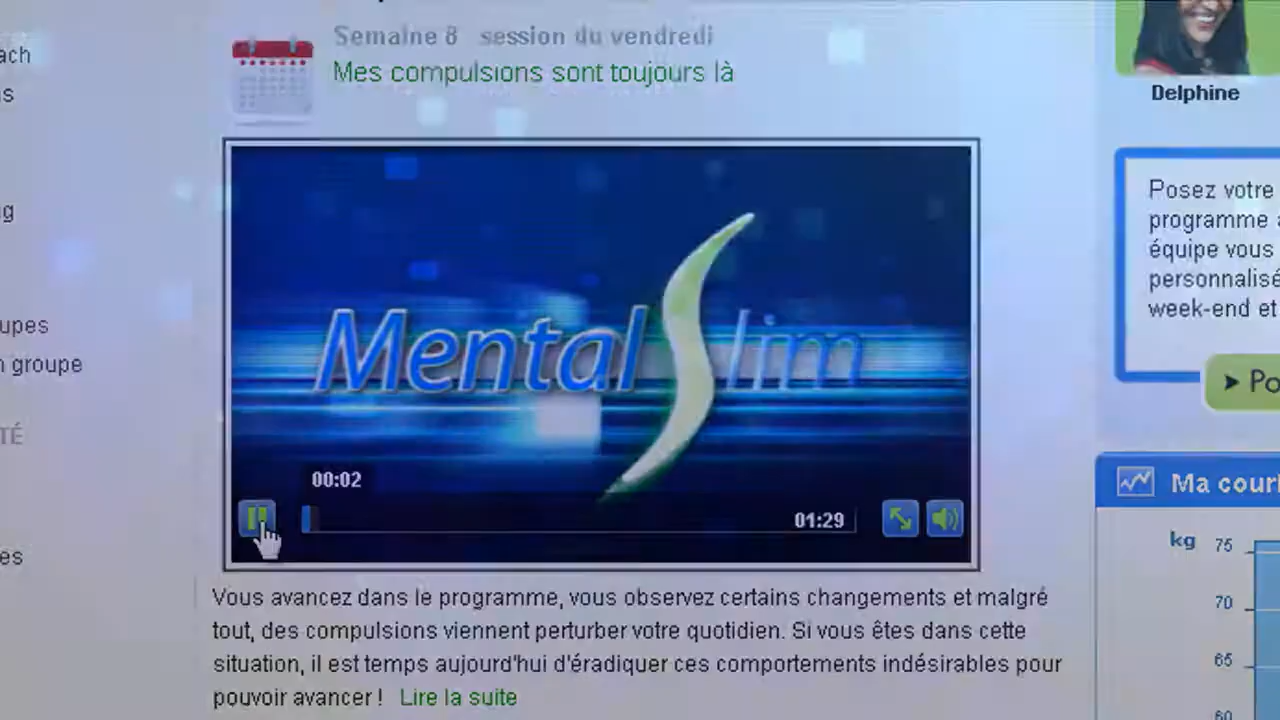 Semaine 8 session du vendredi
Mes compulsions sont toujours là
ach
s
g
upes
n groupe
TÉ
es
Mental Slim
00:02
01:29
Vous avancez dans le programme, vous observez certains changements et malgré
tout, des compulsions viennent perturber votre quotidien. Si vous êtes dans cette
situation, il est temps aujourd'hui d'éradiquer ces comportements indésirables pour
pouvoir avancer ! Lire la suite
Delphine
Posez votre
programme a
équipe vous
personnalisé
week-end et
Po
Ma cour
kg 75
70
65
60